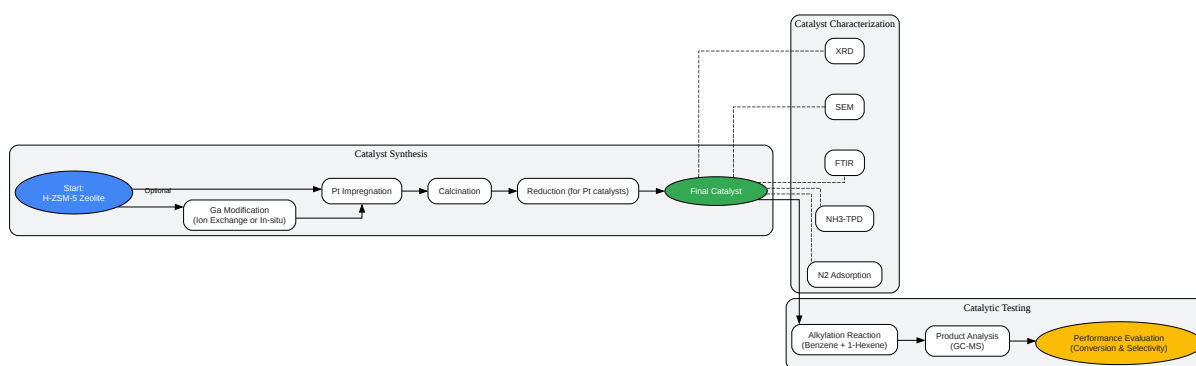 Catalyst Characterization
XRD
SEM
FTIR
NH3-TPD
N2 Adsorption
Catalyst Synthesis
Start:
H-ZSM-5 Zeolite
Optional
Ga Modification
(Ion Exchange or In-situ)
Pt Impregnation
Calcination
Reduction (for Pt catalysts)
Final Catalyst
Catalytic Testing
Alkylation Reaction
(Benzene + 1-Hexene)
Product Analysis
(GC-MS)
Performance Evaluation
(Conversion & Selectivity)